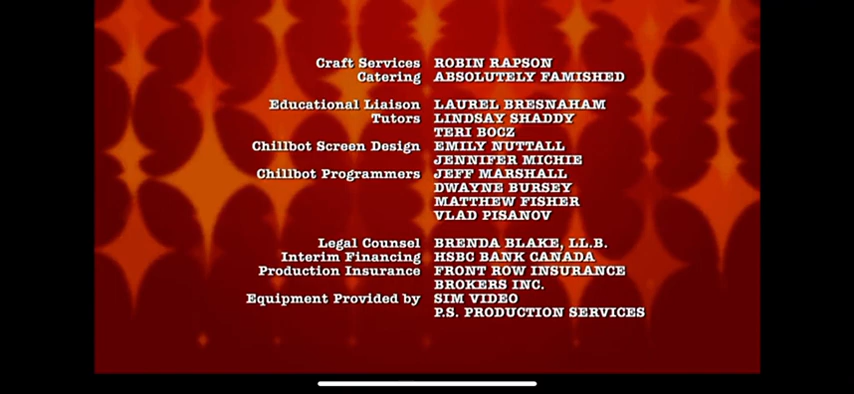 Craft Services ROBIN RAPSON
Catering ABSOLUTELY FAMISHED
Educational Liaison LAUREL BRESNAHAM
Tutors LINDSAY SHADDY
TERI BOCZ
Chillbot Screen Design EMILY NUTTALL
JENNIFER MICHIE
Chillbot Programmers JEFF MARSHALL
DWAYNE BURSEY
MATTHEW FISHER
VLAD PISANOV
Legal Counsel BRENDA BLAKE, LL.B.
Interim Financing HSBC BANK CANADA
Production Insurance FRONT ROW INSURANCE
BROKERS INC.
Equipment Provided by SIM VIDEO
P.S. PRODUCTION SERVICES